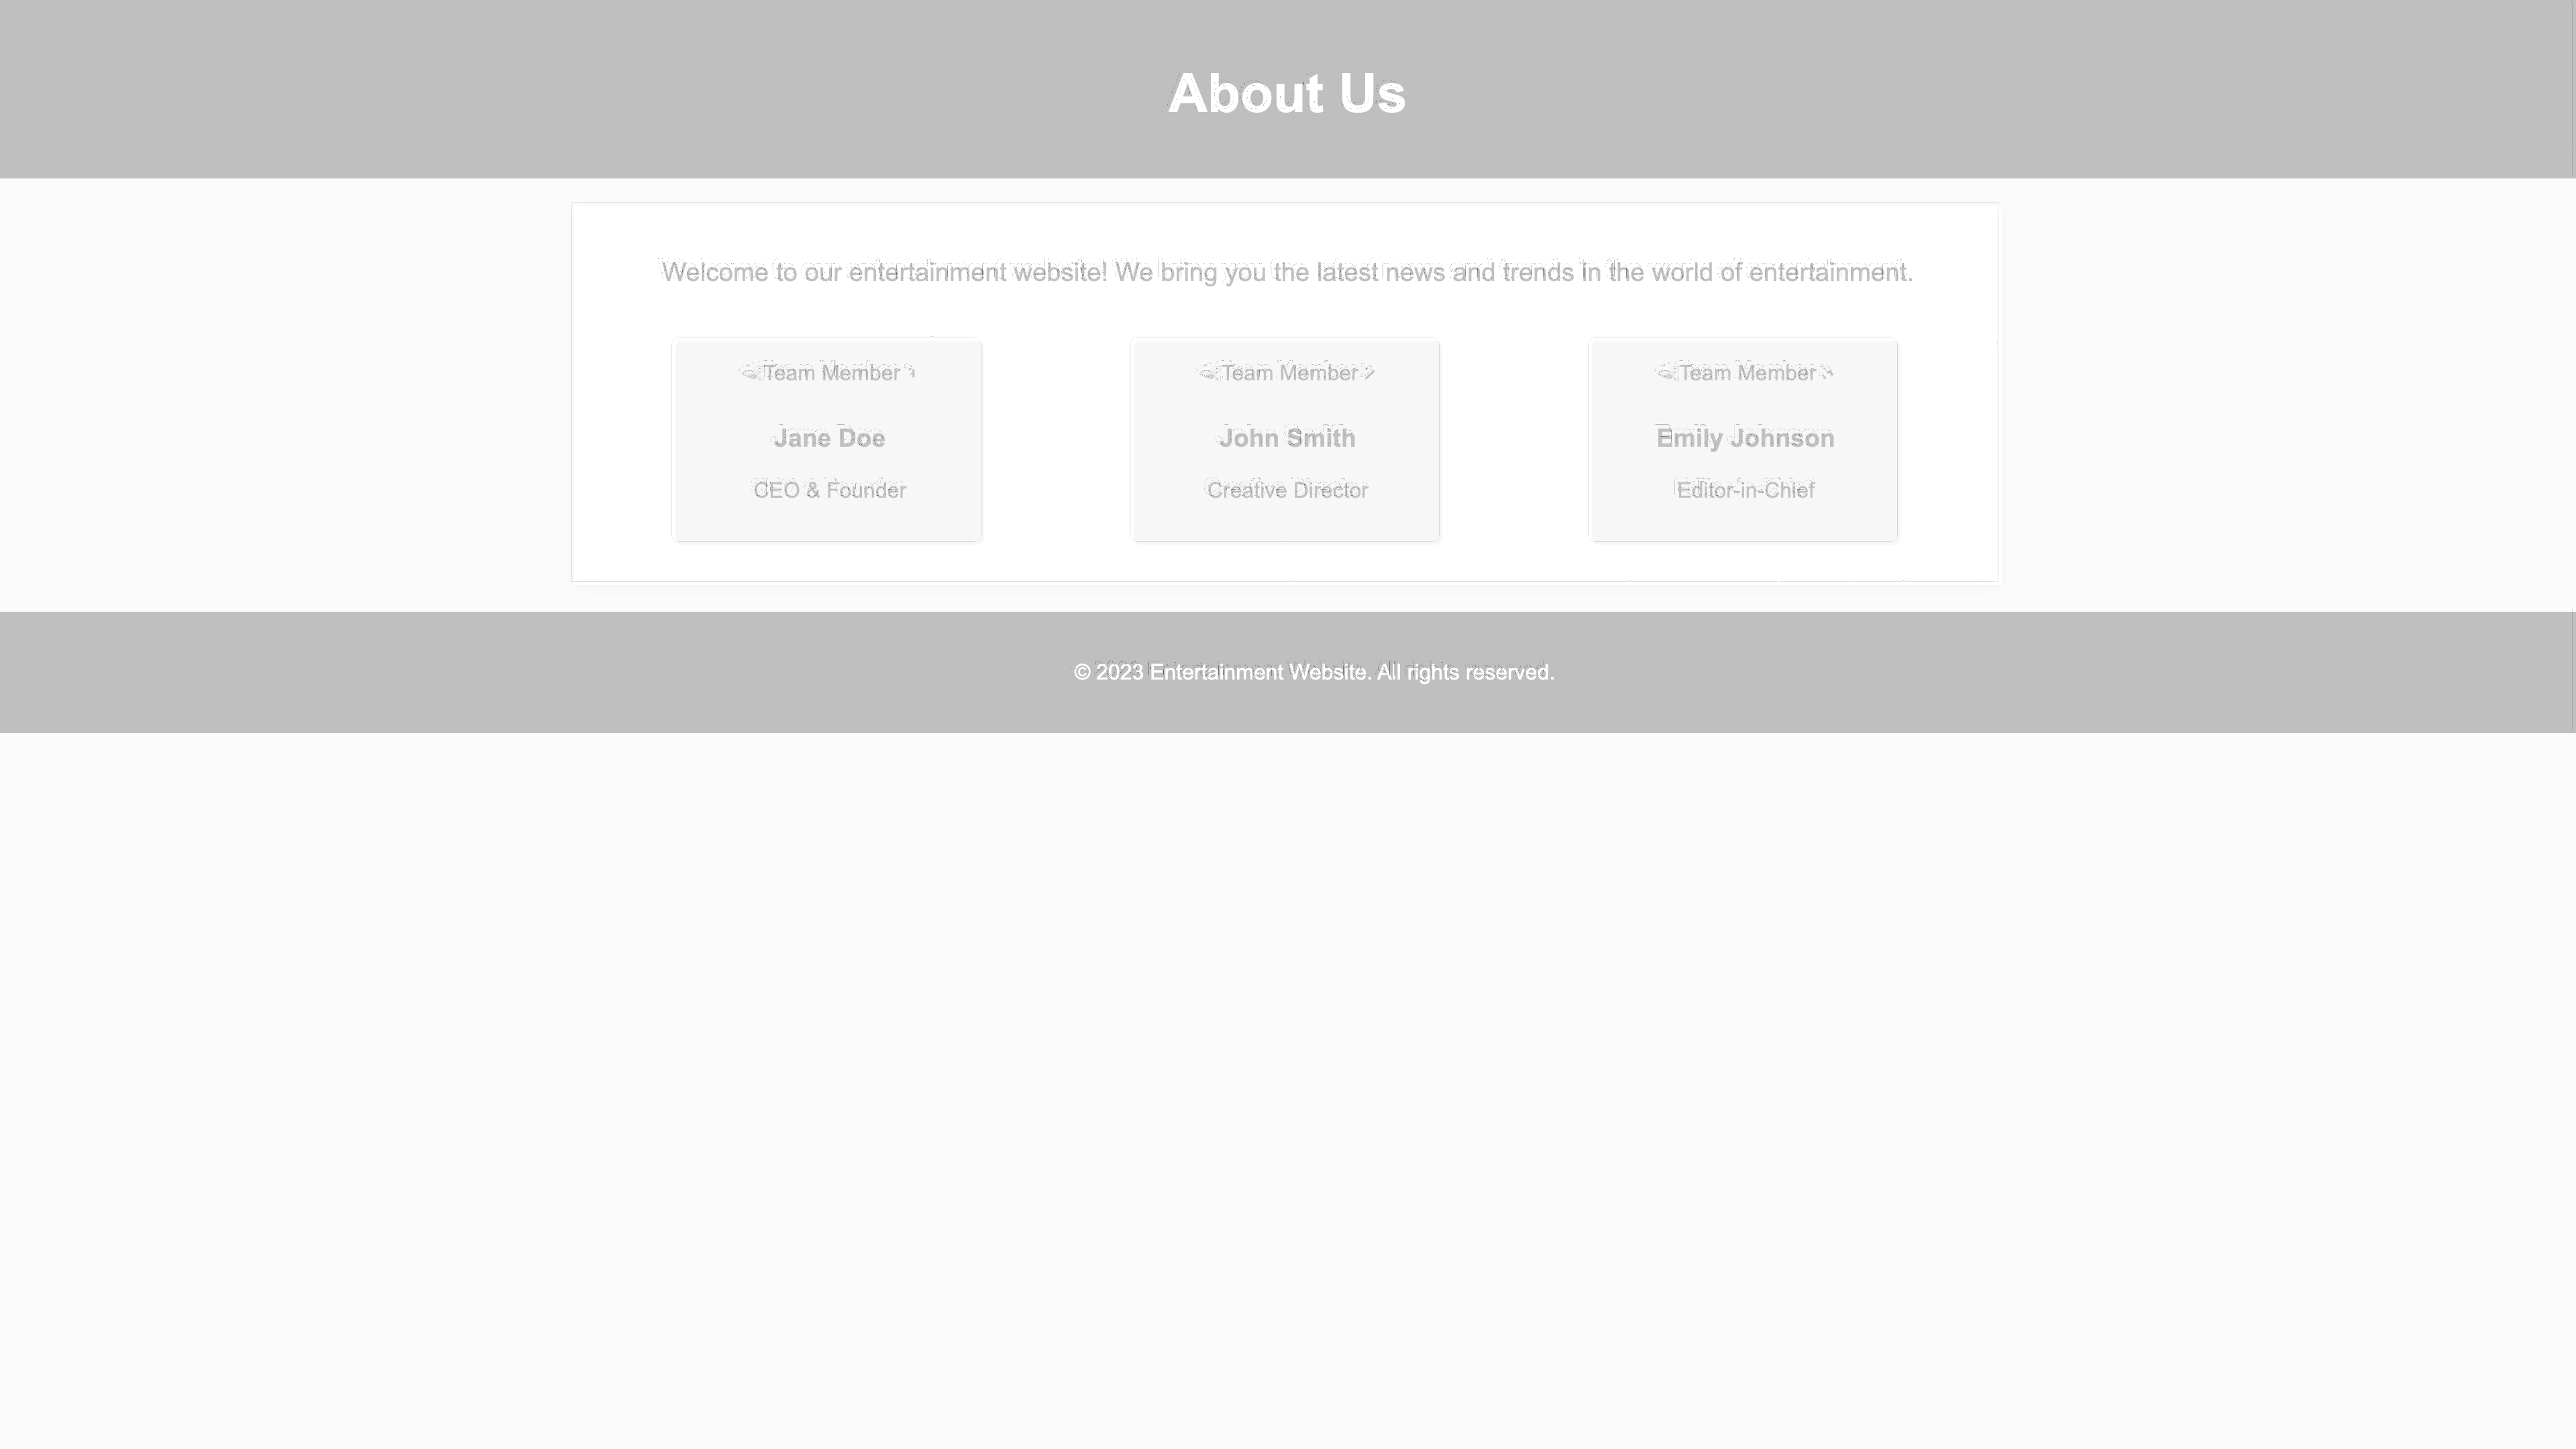 About Us
Welcome to our entertainment website! We bring you the latest news and trends in the world of entertainment.
Team Member
Team Member
Team Member
Jane Doe
John Smith
Emily Johnson
CEO & Founder
Creative Director
Editor-in-Chief
© 2023 Entertainment Website. All rights reserved.